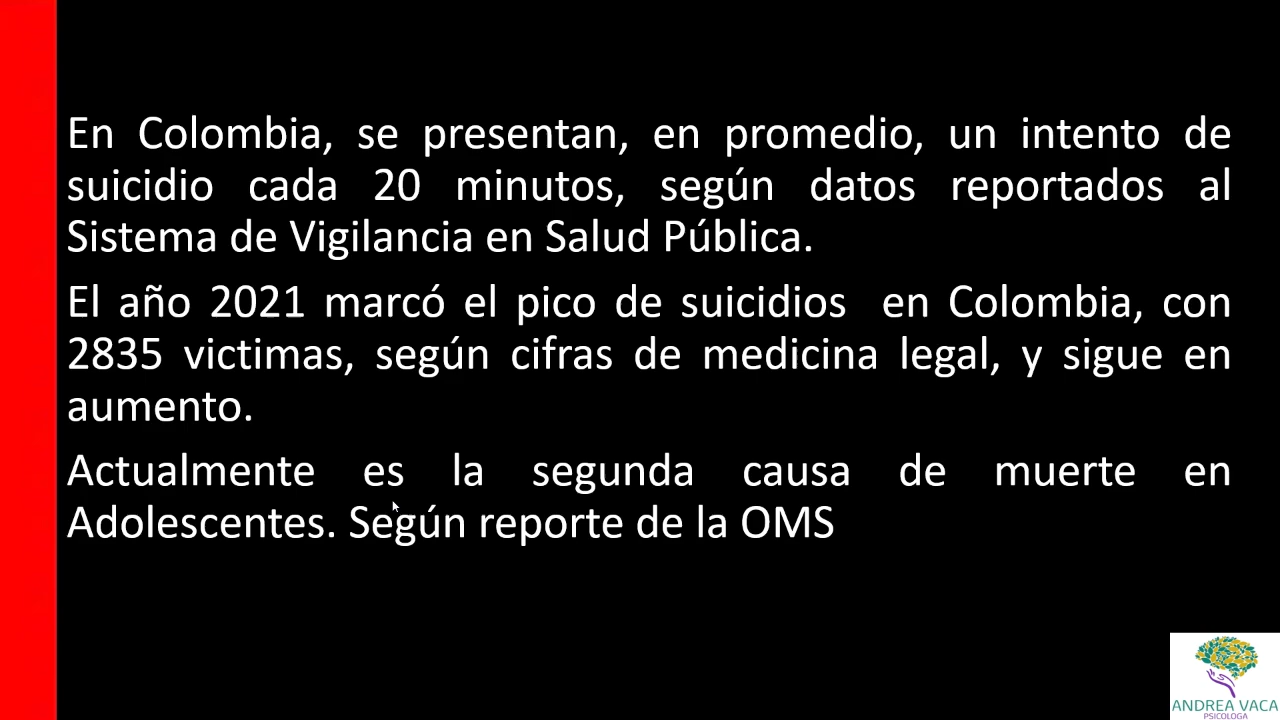 En Colombia, se presentan, en promedio, un intento de
suicidio cada 20 minutos, según datos reportados al
Sistema de Vigilancia en Salud Pública.
El año 2021 marcó el pico de suicidios  en Colombia, con
2835 victimas, según cifras de medicina legal, y sigue en
aumento.
Actualmente es la segunda causa de muerte en
Adolescentes. Según reporte de la OMS
ANDREA VACA
PSICOLOGA